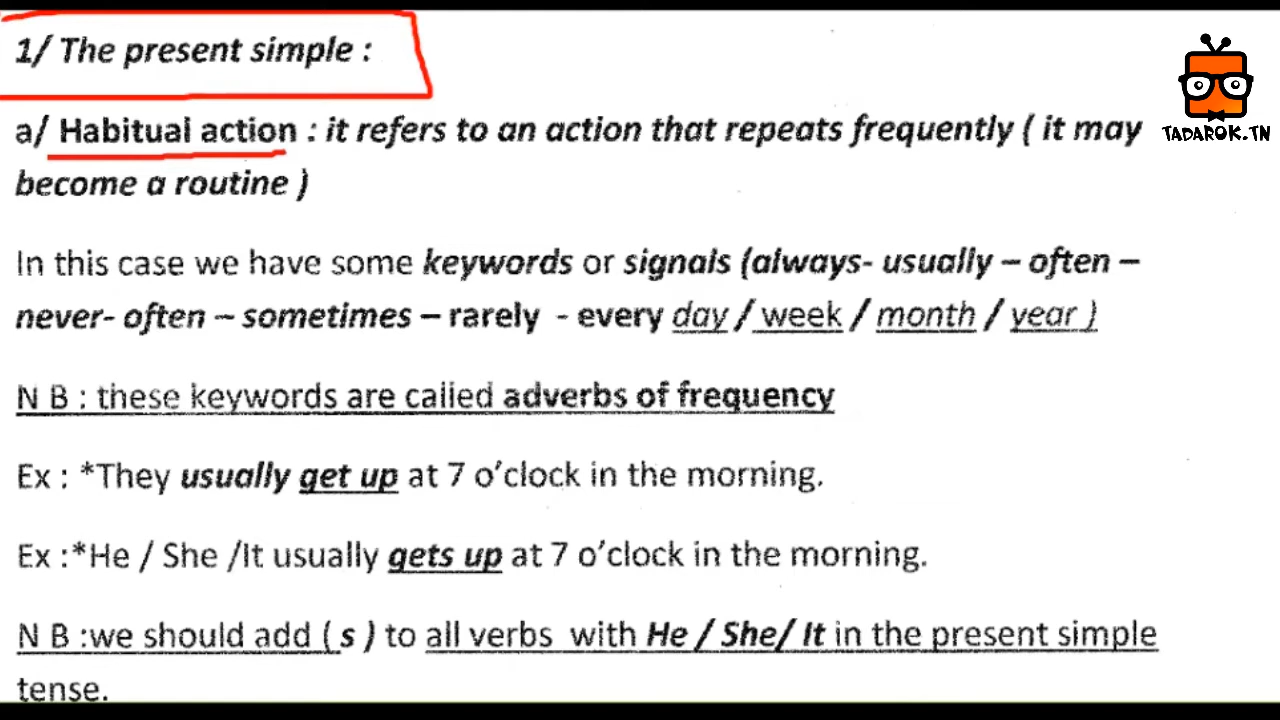 1/ The present simple :
TADAROK.TN
a/ Habitual action : it refers to an action that repeats frequently ( it may
become a routine )
In this case we have some keywords or signals (always- usually – often –
never- often – sometimes – rarely - every day / week / month / year )
N B : these keywords are called adverbs of frequency
Ex : *They usually get up at 7 o'clock in the morning.
Ex :*He / She /It usually gets up at 7 o'clock in the morning.
N B :we should add ( s ) to all verbs with He / She/ It in the present simple
tense.